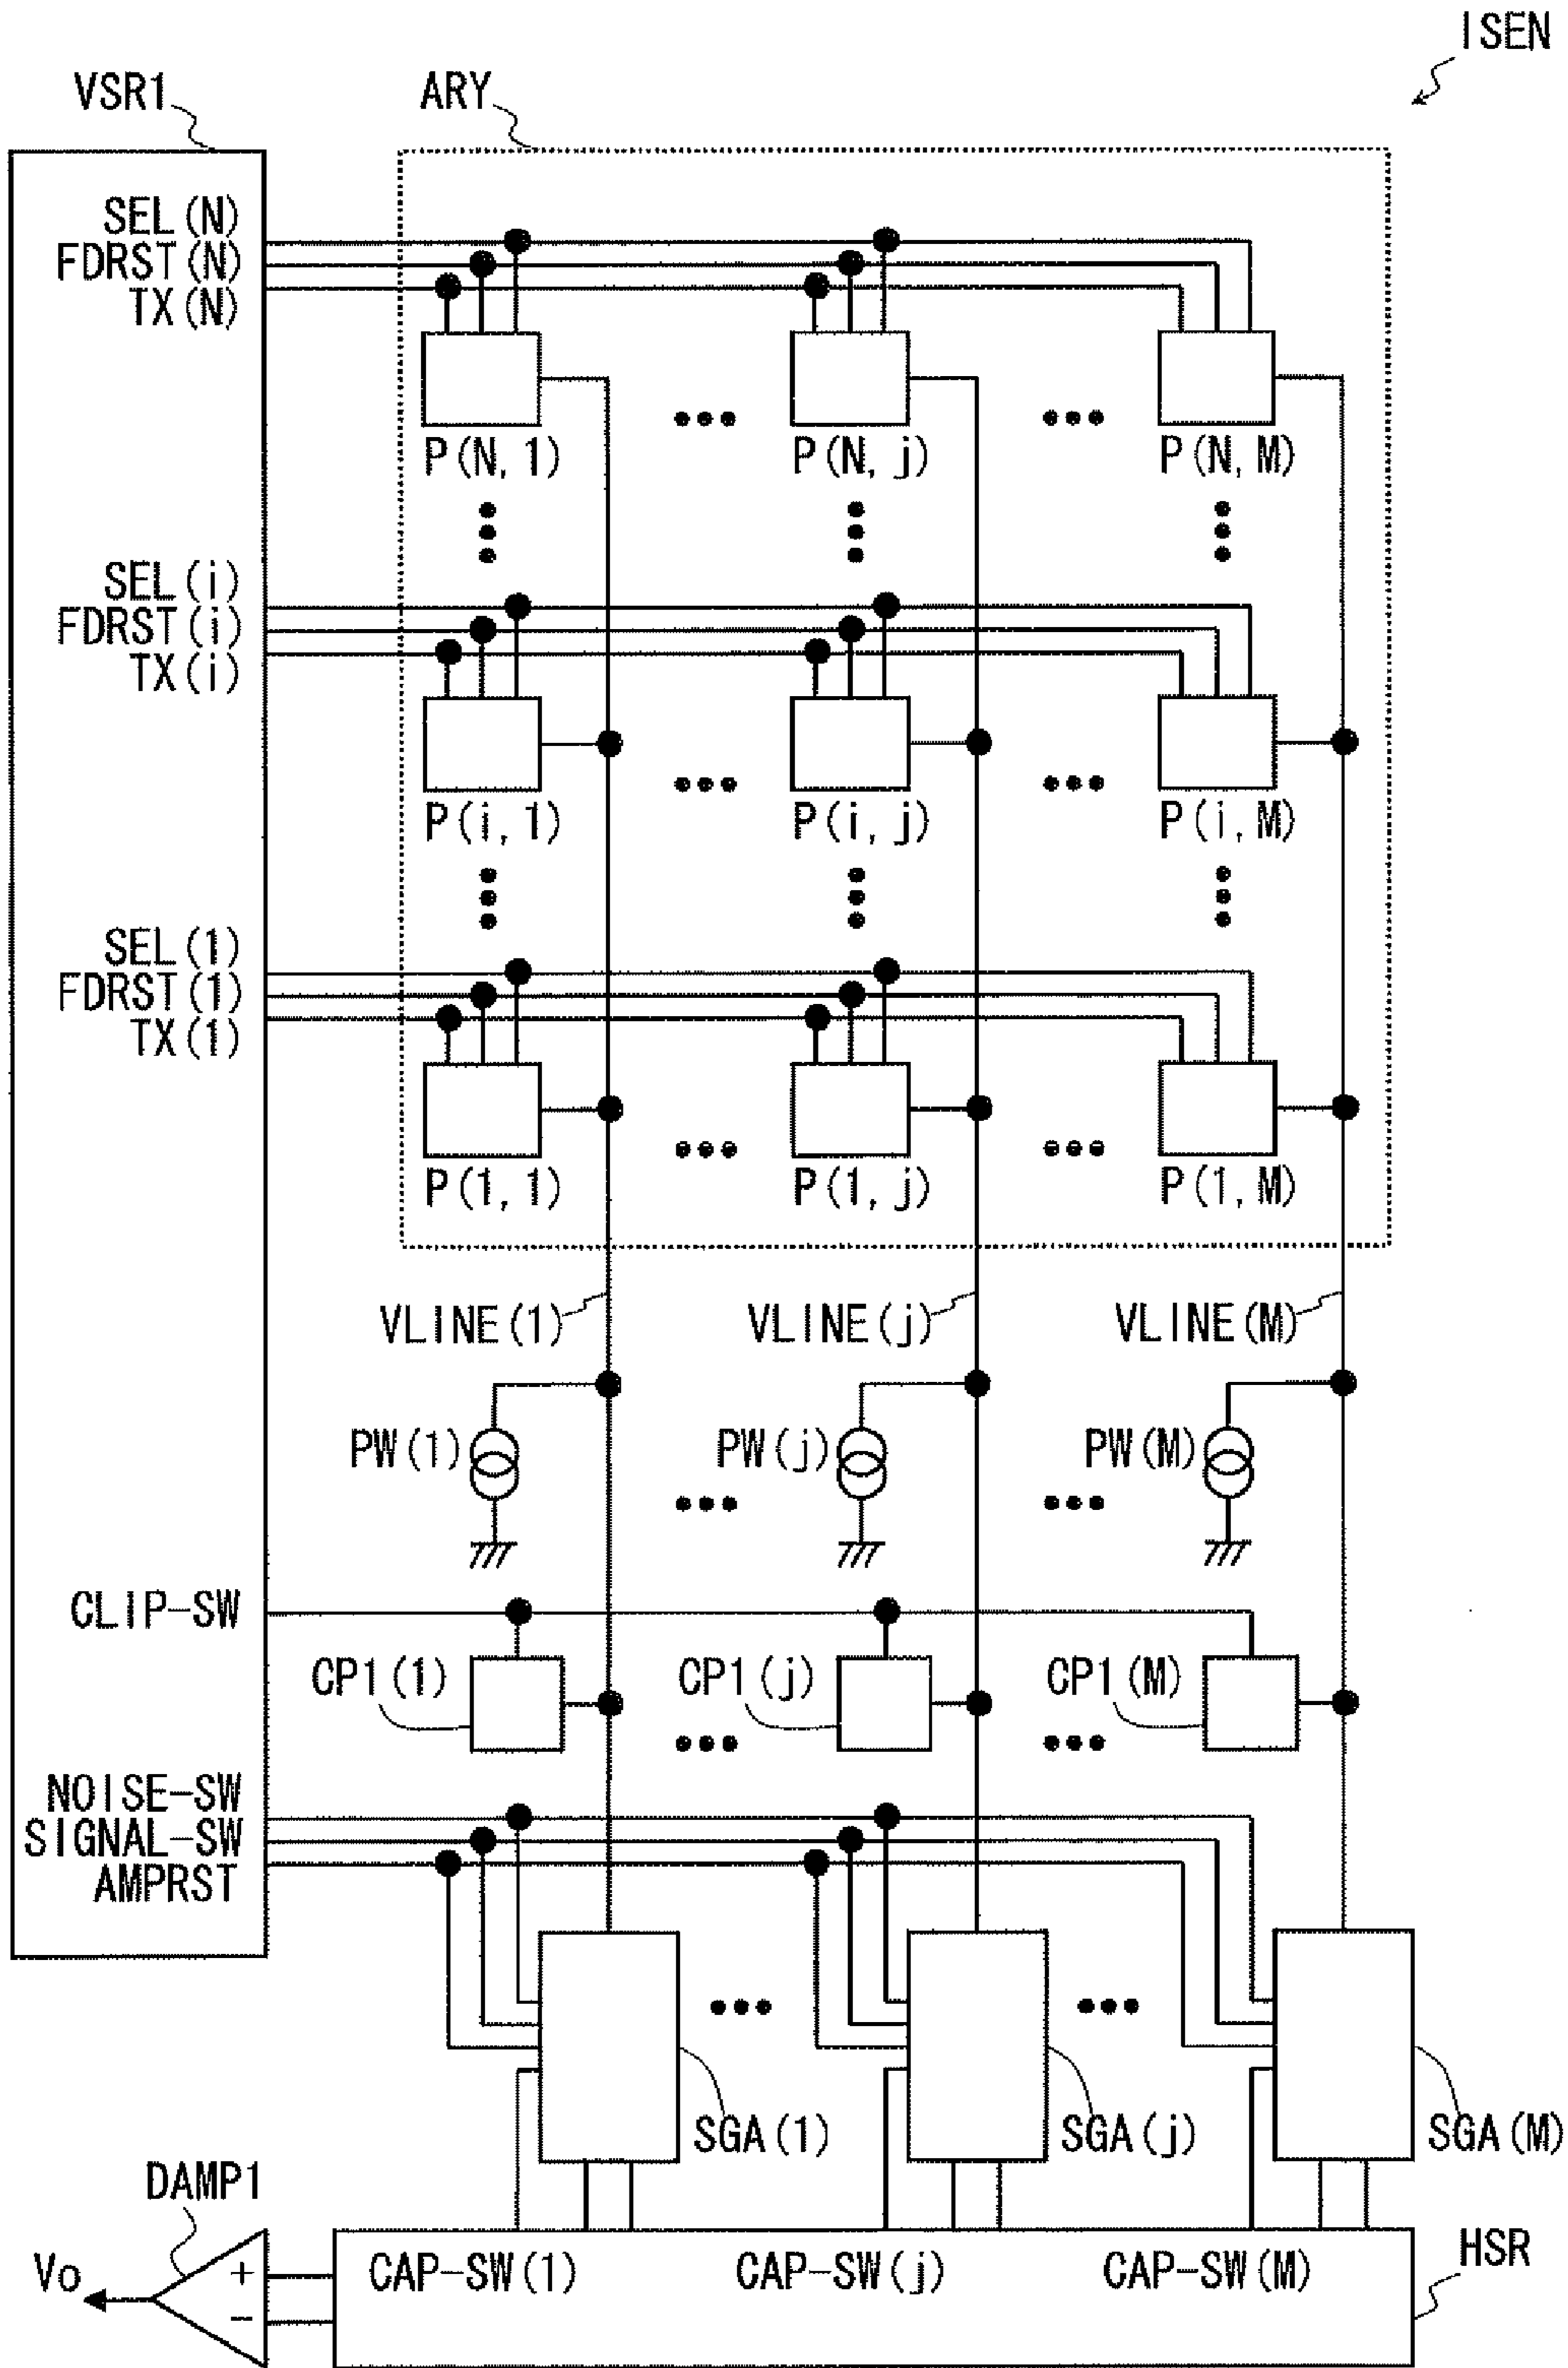 ISEN
VSR1 ARY
SEL(N)
FDRST(N)
TX(N)
P(N,1) P(N,j) P(N,M)
SEL(i)
FDRST(i)
TX(i)
P(i,1) P(i,j) P(i,M)
SEL(1)
FDRST(1)
TX(1)
P(1,1) P(1,j) P(1,M)
VLINE(1) VLINE(j) VLINE(M)
PW(1) PW(j) PW(M)
CLIP-SW
CP1(1) CP1(j) CP1(M)
NOISE-SW
SIGNAL-SW
AMPRST
SGA(1) SGA(j) SGA(M)
DAMP1
HSR
Vo + CAP-SW(1) CAP-SW(j) CAP-SW(M)
−